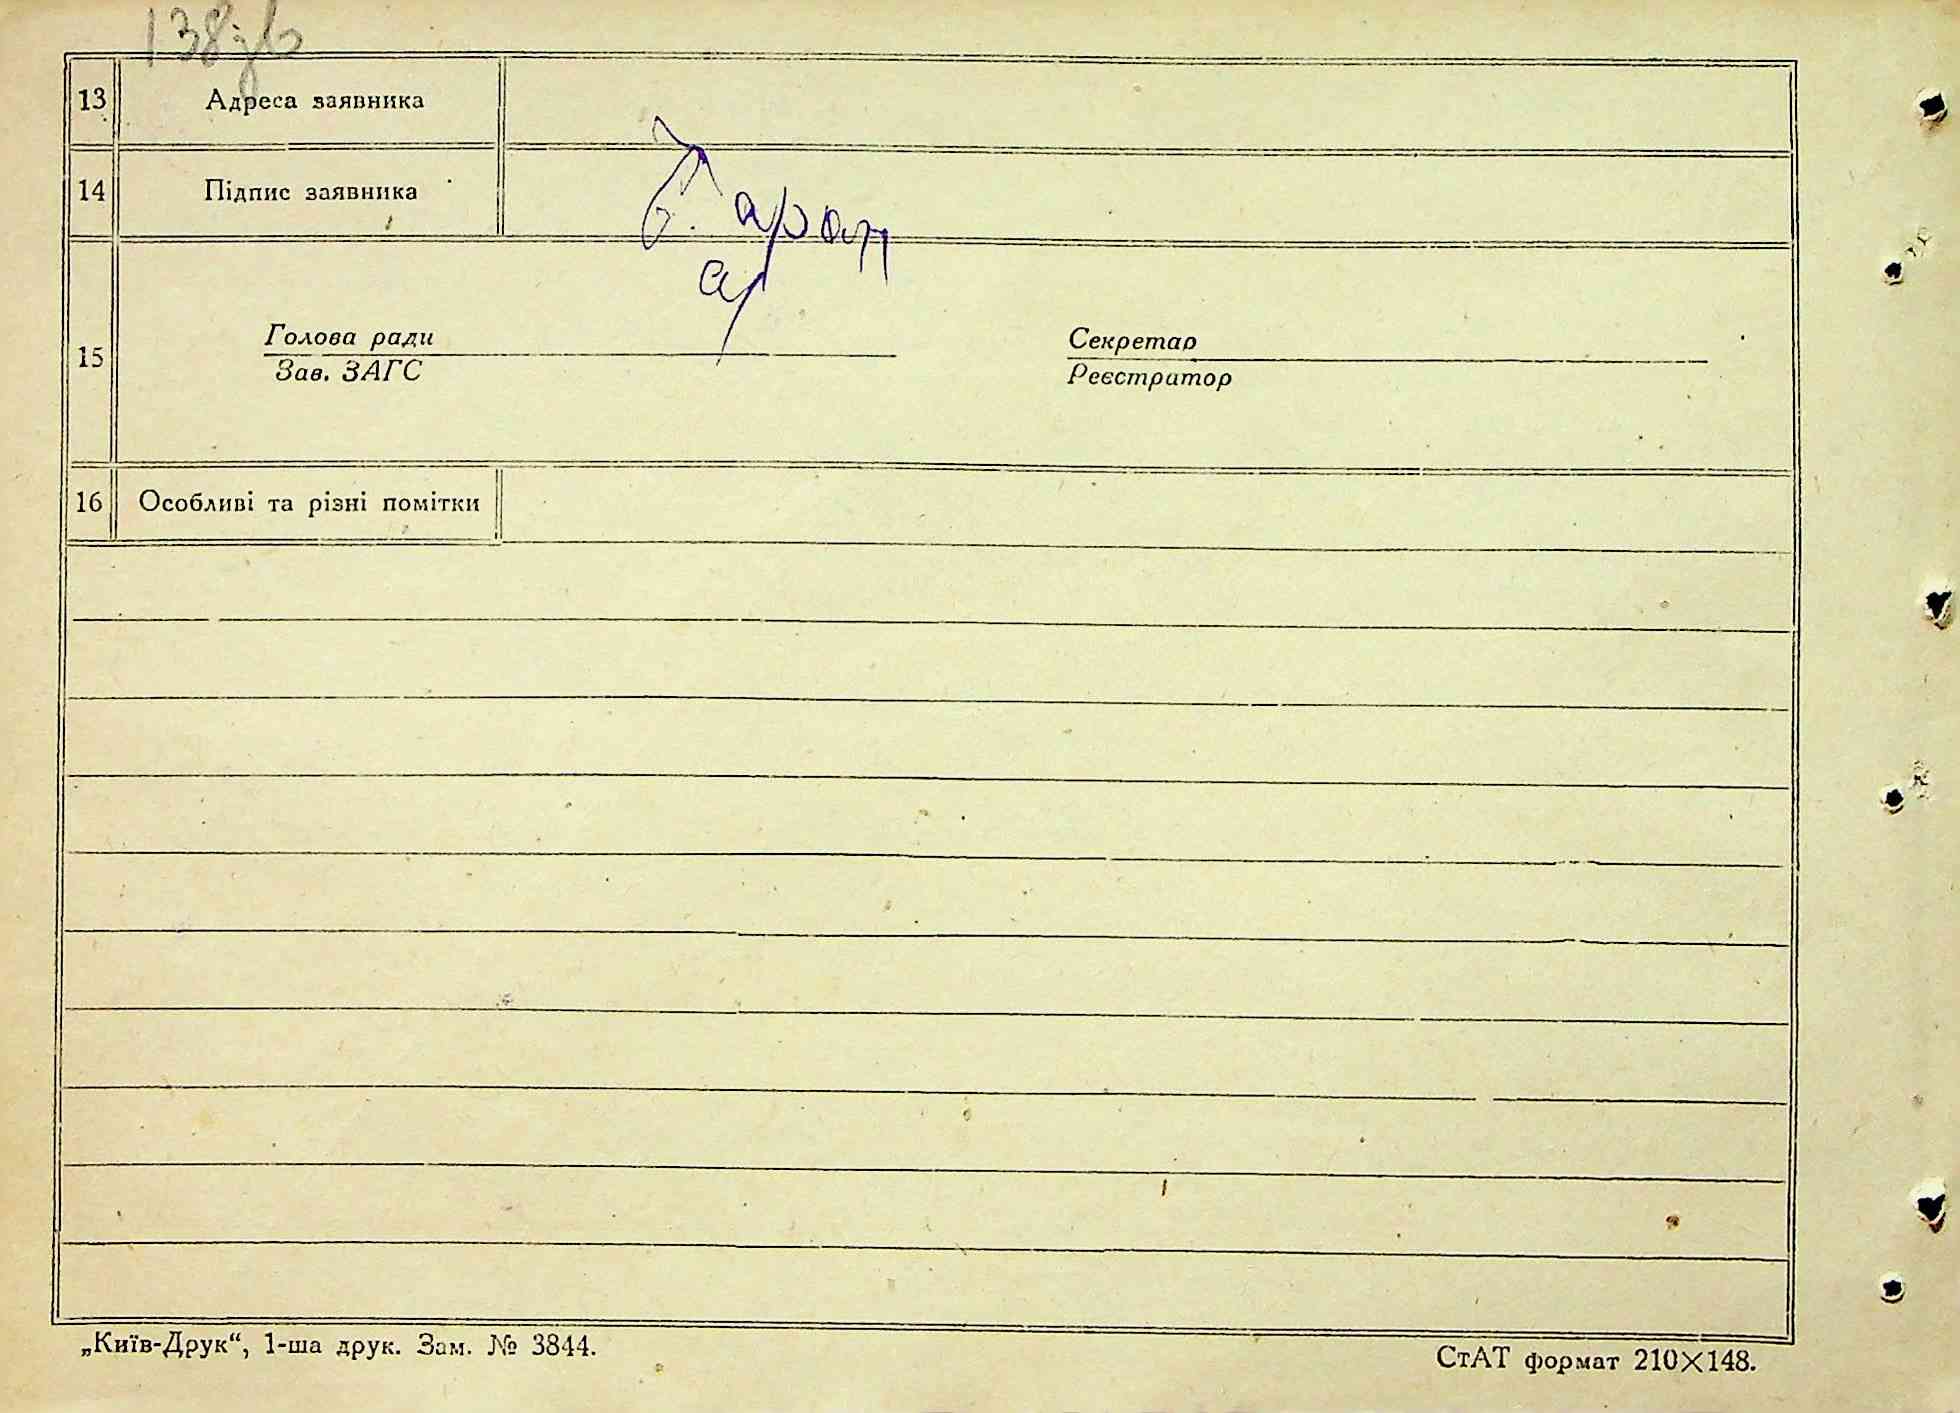 138зв
13 Адреса заявника
14 Підпис заявника
15
Голова ради
Зав. ЗАГС
Секретар
Реєстратор
16 Особливі та різні помітки
„Київ-Друк“, 1-ша друк. Зам. № 3844.
СтАТ формат 210×148.